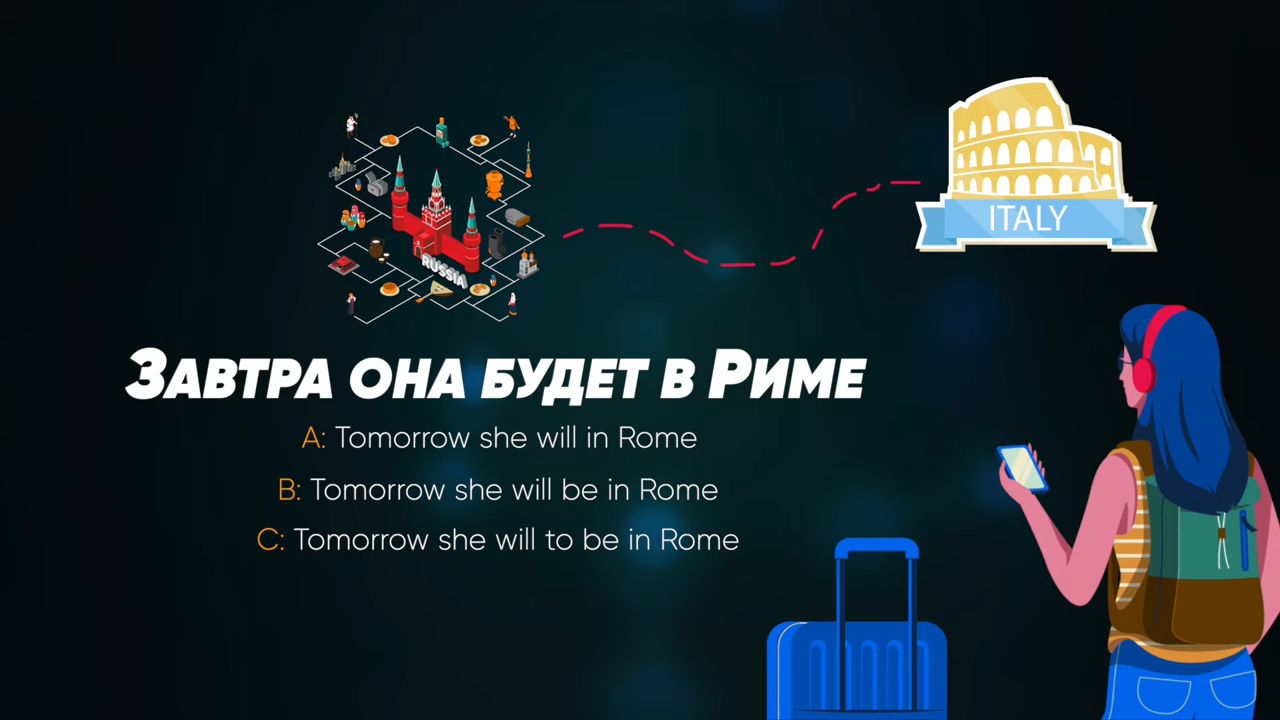 RUSSIA
ITALY
Завтра она будет в Риме
A: Tomorrow she will in Rome
B: Tomorrow she will be in Rome
C: Tomorrow she will to be in Rome